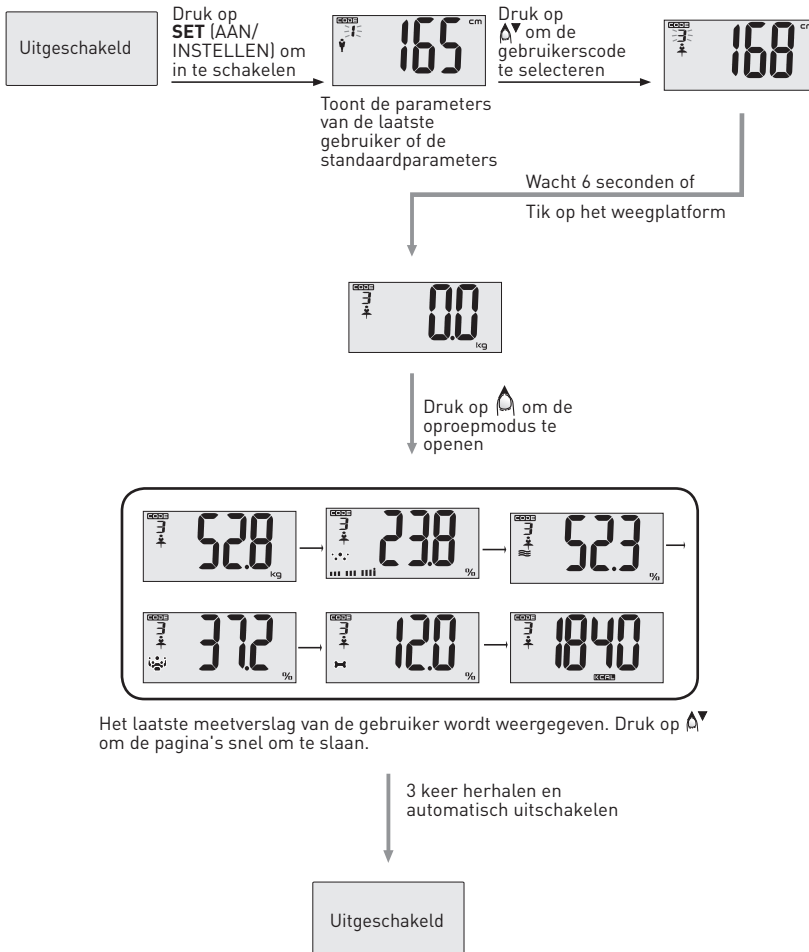 Uitgeschakeld
Druk op
SET (AAN/
INSTELLEN) om
in te schakelen
CODE
1
165
cm
Toont de parameters
van de laatste
gebruiker of de
standaardparameters
Druk op
om de
gebruikerscode
te selecteren
CODE
3
168
cm
Wacht 6 seconden of
Tik op het weegplatform
CODE
3
0.0
kg
Druk op om de
oproepmodus te
openen
CODE
3
52.8
kg
CODE
3
23.8
%
CODE
3
52.3
%
CODE
3
37.2
%
CODE
3
12.0
%
CODE
3
1840
KCAL
Het laatste meetverslag van de gebruiker wordt weergegeven. Druk op
om de pagina's snel om te slaan.
3 keer herhalen en
automatisch uitschakelen
Uitgeschakeld